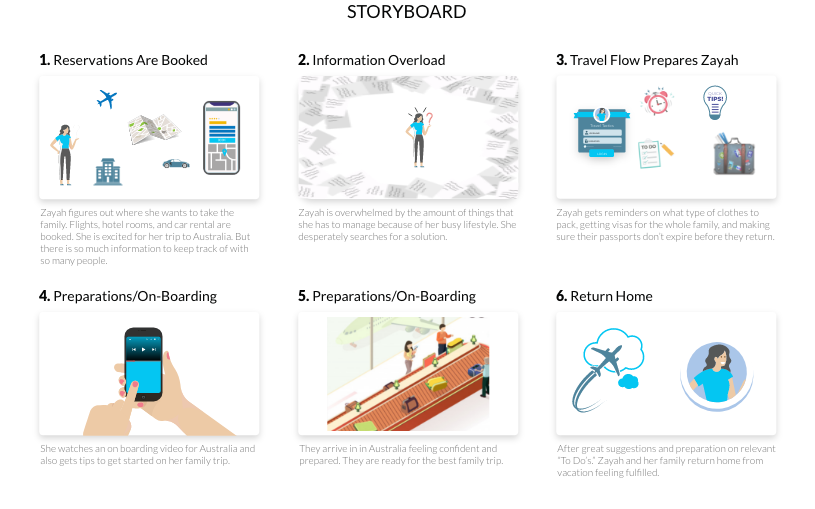 STORYBOARD
1. Reservations Are Booked
Zayah figures out where she wants to take the
family. Flights, hotel rooms, and car rental are
booked. She is excited for her trip to Australia. But
there is so much information to keep track of with
so many people.
2. Information Overload
Zayah is overwhelmed by the amount of things that
she has to manage because of her busy lifestyle. She
desperately searches for a solution.
3. Travel Flow Prepares Zayah
TIPS!
TO DO
Zayah gets reminders on what type of clothes to
pack, getting visas for the whole family, and making
sure their passports don't expire before they return.
4. Preparations/On-Boarding
She watches an on boarding video for Australia and
also gets tips to get started on her family trip.
5. Preparations/On-Boarding
They arrive in in Australia feeling confident and
prepared. They are ready for the best family trip.
6. Return Home
After great suggestions and preparation on relevant
"To Do's," Zayah and her family return home from
vacation feeling fulfilled.